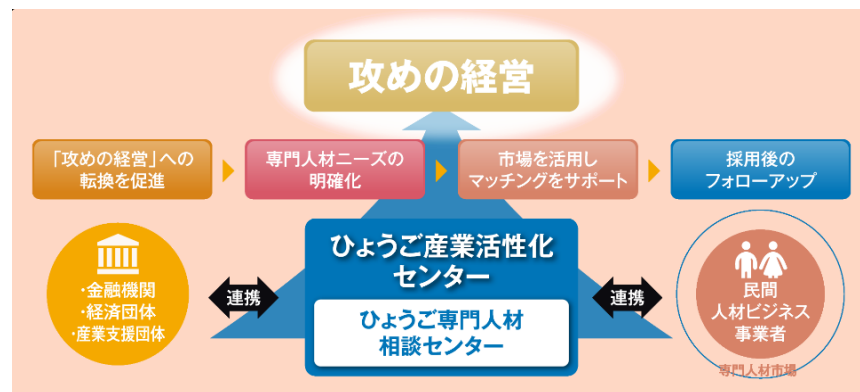 攻めの経営
「攻めの経営」への
転換を促進
専門人材ニーズの
明確化
市場を活用し
マッチングをサポート
採用後の
フォローアップ
ひょうご産業活性化
センター
ひょうご専門人材
相談センター
・金融機関
・経済団体
・産業支援団体
連携
連携
民間
人材ビジネス
事業者
専門人材市場